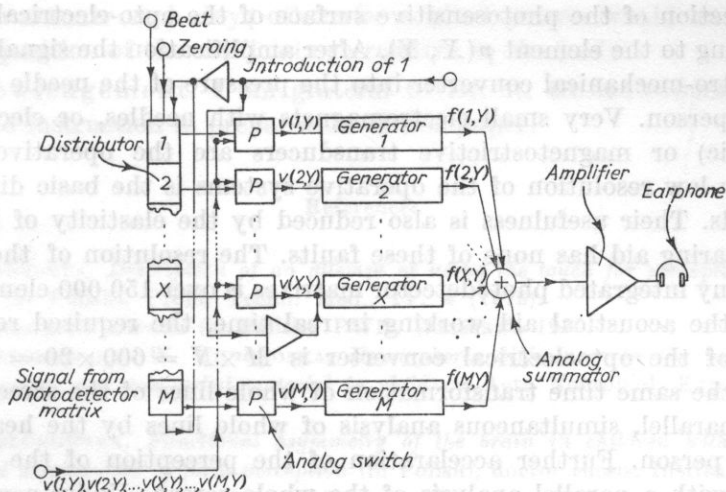 Beat
Zeroing
Introduction of 1
Distributor
1
P
v(1,Y)
Generator
1
f(1,Y)
2
P
v(2,Y)
Generator
2
f(2,Y)
Amplifier
Earphone
X
P
v(X,Y)
Generator
X
f(X,Y)
+
Signal from
photodetector
matrix
M
P
v(M,Y)
Generator
M
f(M,Y)
Analog
summator
Analog switch
v(1,Y)v(2,Y)...v(X,Y)...v(M,Y)